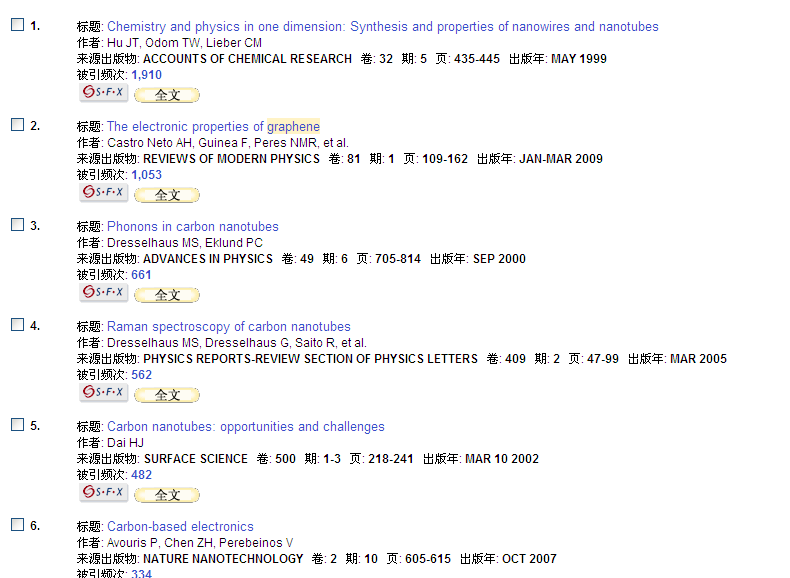 1. 标题: Chemistry and physics in one dimension: Synthesis and properties of nanowires and nanotubes
作者: Hu JT, Odom TW, Lieber CM
来源出版物: ACCOUNTS OF CHEMICAL RESEARCH 卷: 32 期: 5 页: 435-445 出版年: MAY 1999
被引频次: 1,910
S·F·X 全文
2. 标题: The electronic properties of graphene
作者: Castro Neto AH, Guinea F, Peres NMR, et al.
来源出版物: REVIEWS OF MODERN PHYSICS 卷: 81 期: 1 页: 109-162 出版年: JAN-MAR 2009
被引频次: 1,053
S·F·X 全文
3. 标题: Phonons in carbon nanotubes
作者: Dresselhaus MS, Eklund PC
来源出版物: ADVANCES IN PHYSICS 卷: 49 期: 6 页: 705-814 出版年: SEP 2000
被引频次: 661
S·F·X 全文
4. 标题: Raman spectroscopy of carbon nanotubes
作者: Dresselhaus MS, Dresselhaus G, Saito R, et al.
来源出版物: PHYSICS REPORTS-REVIEW SECTION OF PHYSICS LETTERS 卷: 409 期: 2 页: 47-99 出版年: MAR 2005
被引频次: 562
S·F·X 全文
5. 标题: Carbon nanotubes: opportunities and challenges
作者: Dai HJ
来源出版物: SURFACE SCIENCE 卷: 500 期: 1-3 页: 218-241 出版年: MAR 10 2002
被引频次: 482
S·F·X 全文
6. 标题: Carbon-based electronics
作者: Avouris P, Chen ZH, Perebeinos V
来源出版物: NATURE NANOTECHNOLOGY 卷: 2 期: 10 页: 605-615 出版年: OCT 2007
被引频次: 334